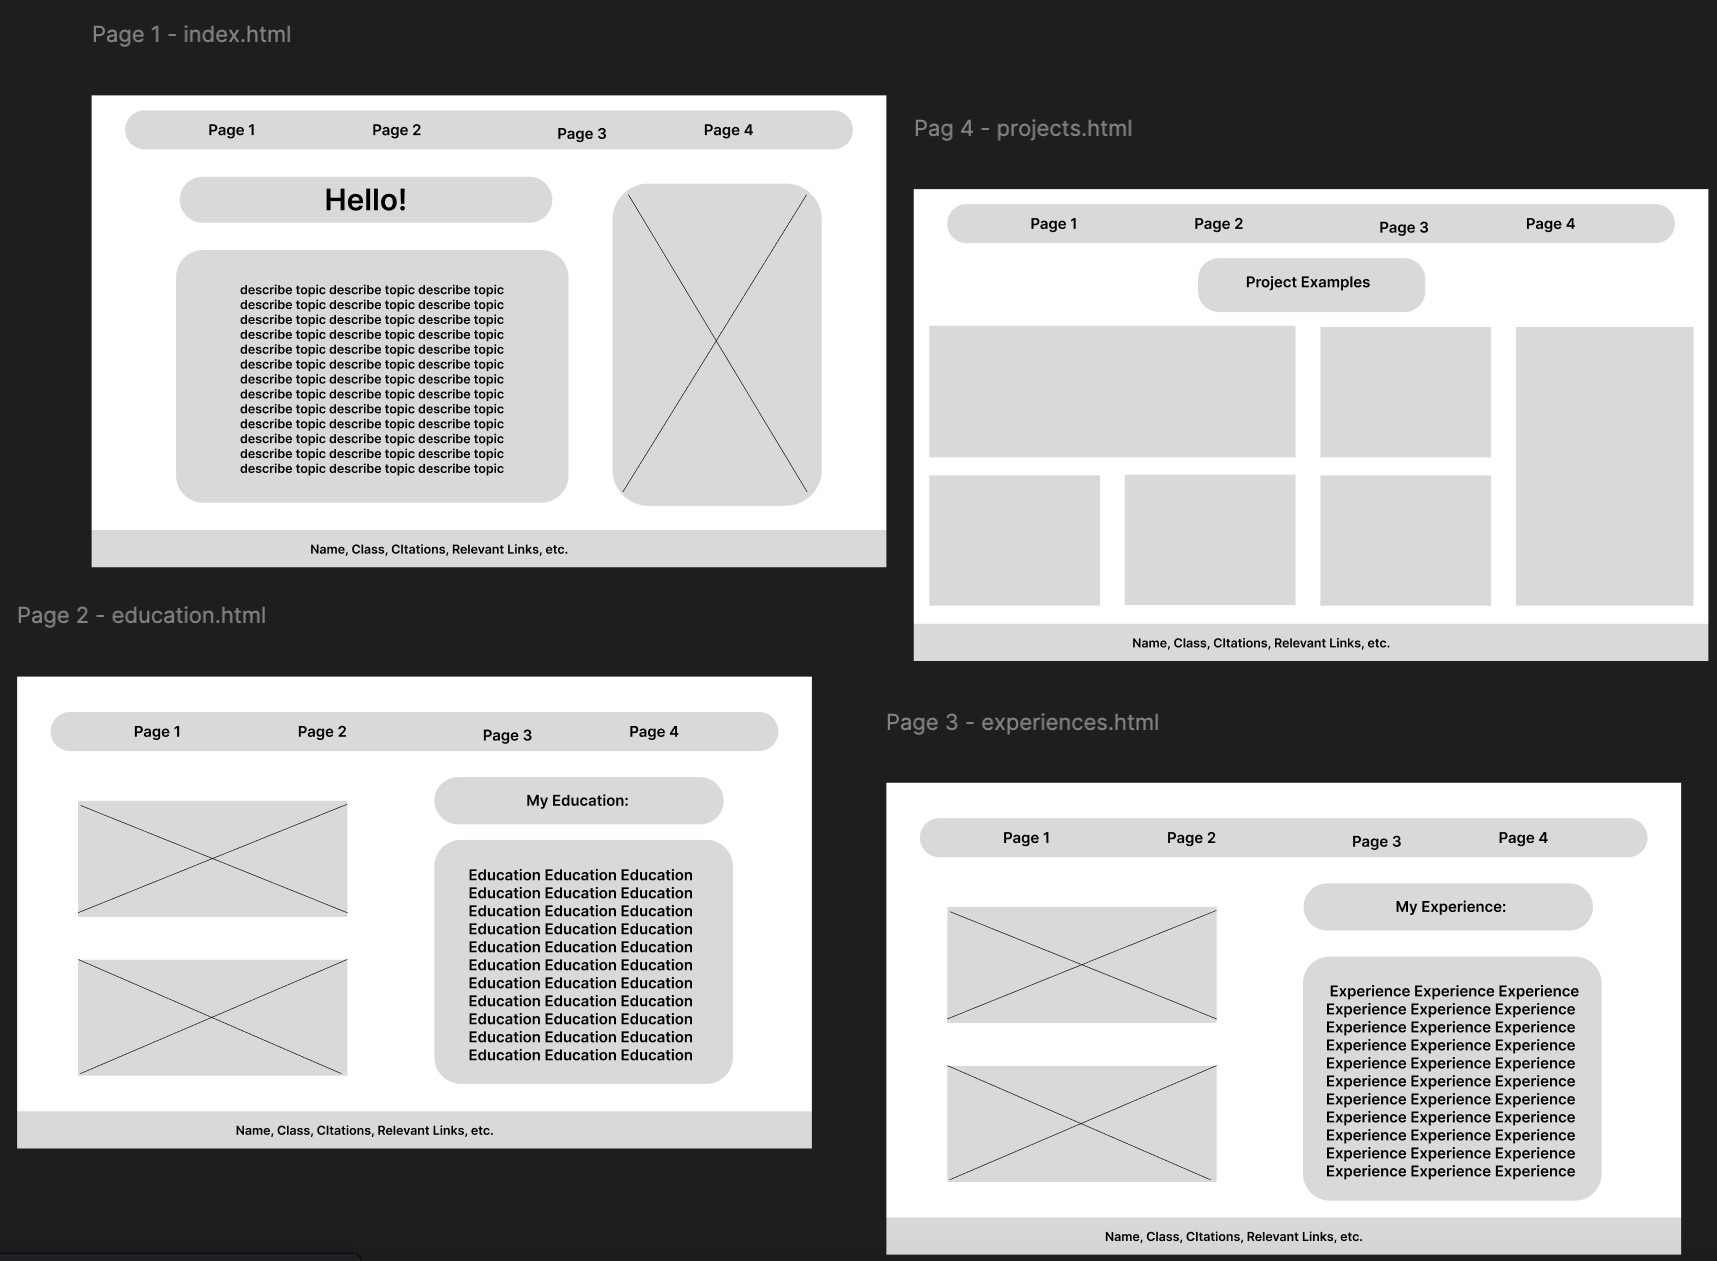 Page 1 - index.html
Page 1 Page 2 Page 3 Page 4
Hello!
describe topic describe topic describe topic
describe topic describe topic describe topic
describe topic describe topic describe topic
describe topic describe topic describe topic
describe topic describe topic describe topic
describe topic describe topic describe topic
describe topic describe topic describe topic
describe topic describe topic describe topic
describe topic describe topic describe topic
describe topic describe topic describe topic
describe topic describe topic describe topic
describe topic describe topic describe topic
describe topic describe topic describe topic
Name, Class, CItations, Relevant Links, etc.
Pag 4 - projects.html
Page 1 Page 2 Page 3 Page 4
Project Examples
Name, Class, CItations, Relevant Links, etc.
Page 2 - education.html
Page 1 Page 2 Page 3 Page 4
My Education:
Education Education Education
Education Education Education
Education Education Education
Education Education Education
Education Education Education
Education Education Education
Education Education Education
Education Education Education
Education Education Education
Education Education Education
Education Education Education
Name, Class, CItations, Relevant Links, etc.
Page 3 - experiences.html
Page 1 Page 2 Page 3 Page 4
My Experience:
Experience Experience Experience
Experience Experience Experience
Experience Experience Experience
Experience Experience Experience
Experience Experience Experience
Experience Experience Experience
Experience Experience Experience
Experience Experience Experience
Experience Experience Experience
Experience Experience Experience
Experience Experience Experience
Name, Class, CItations, Relevant Links, etc.